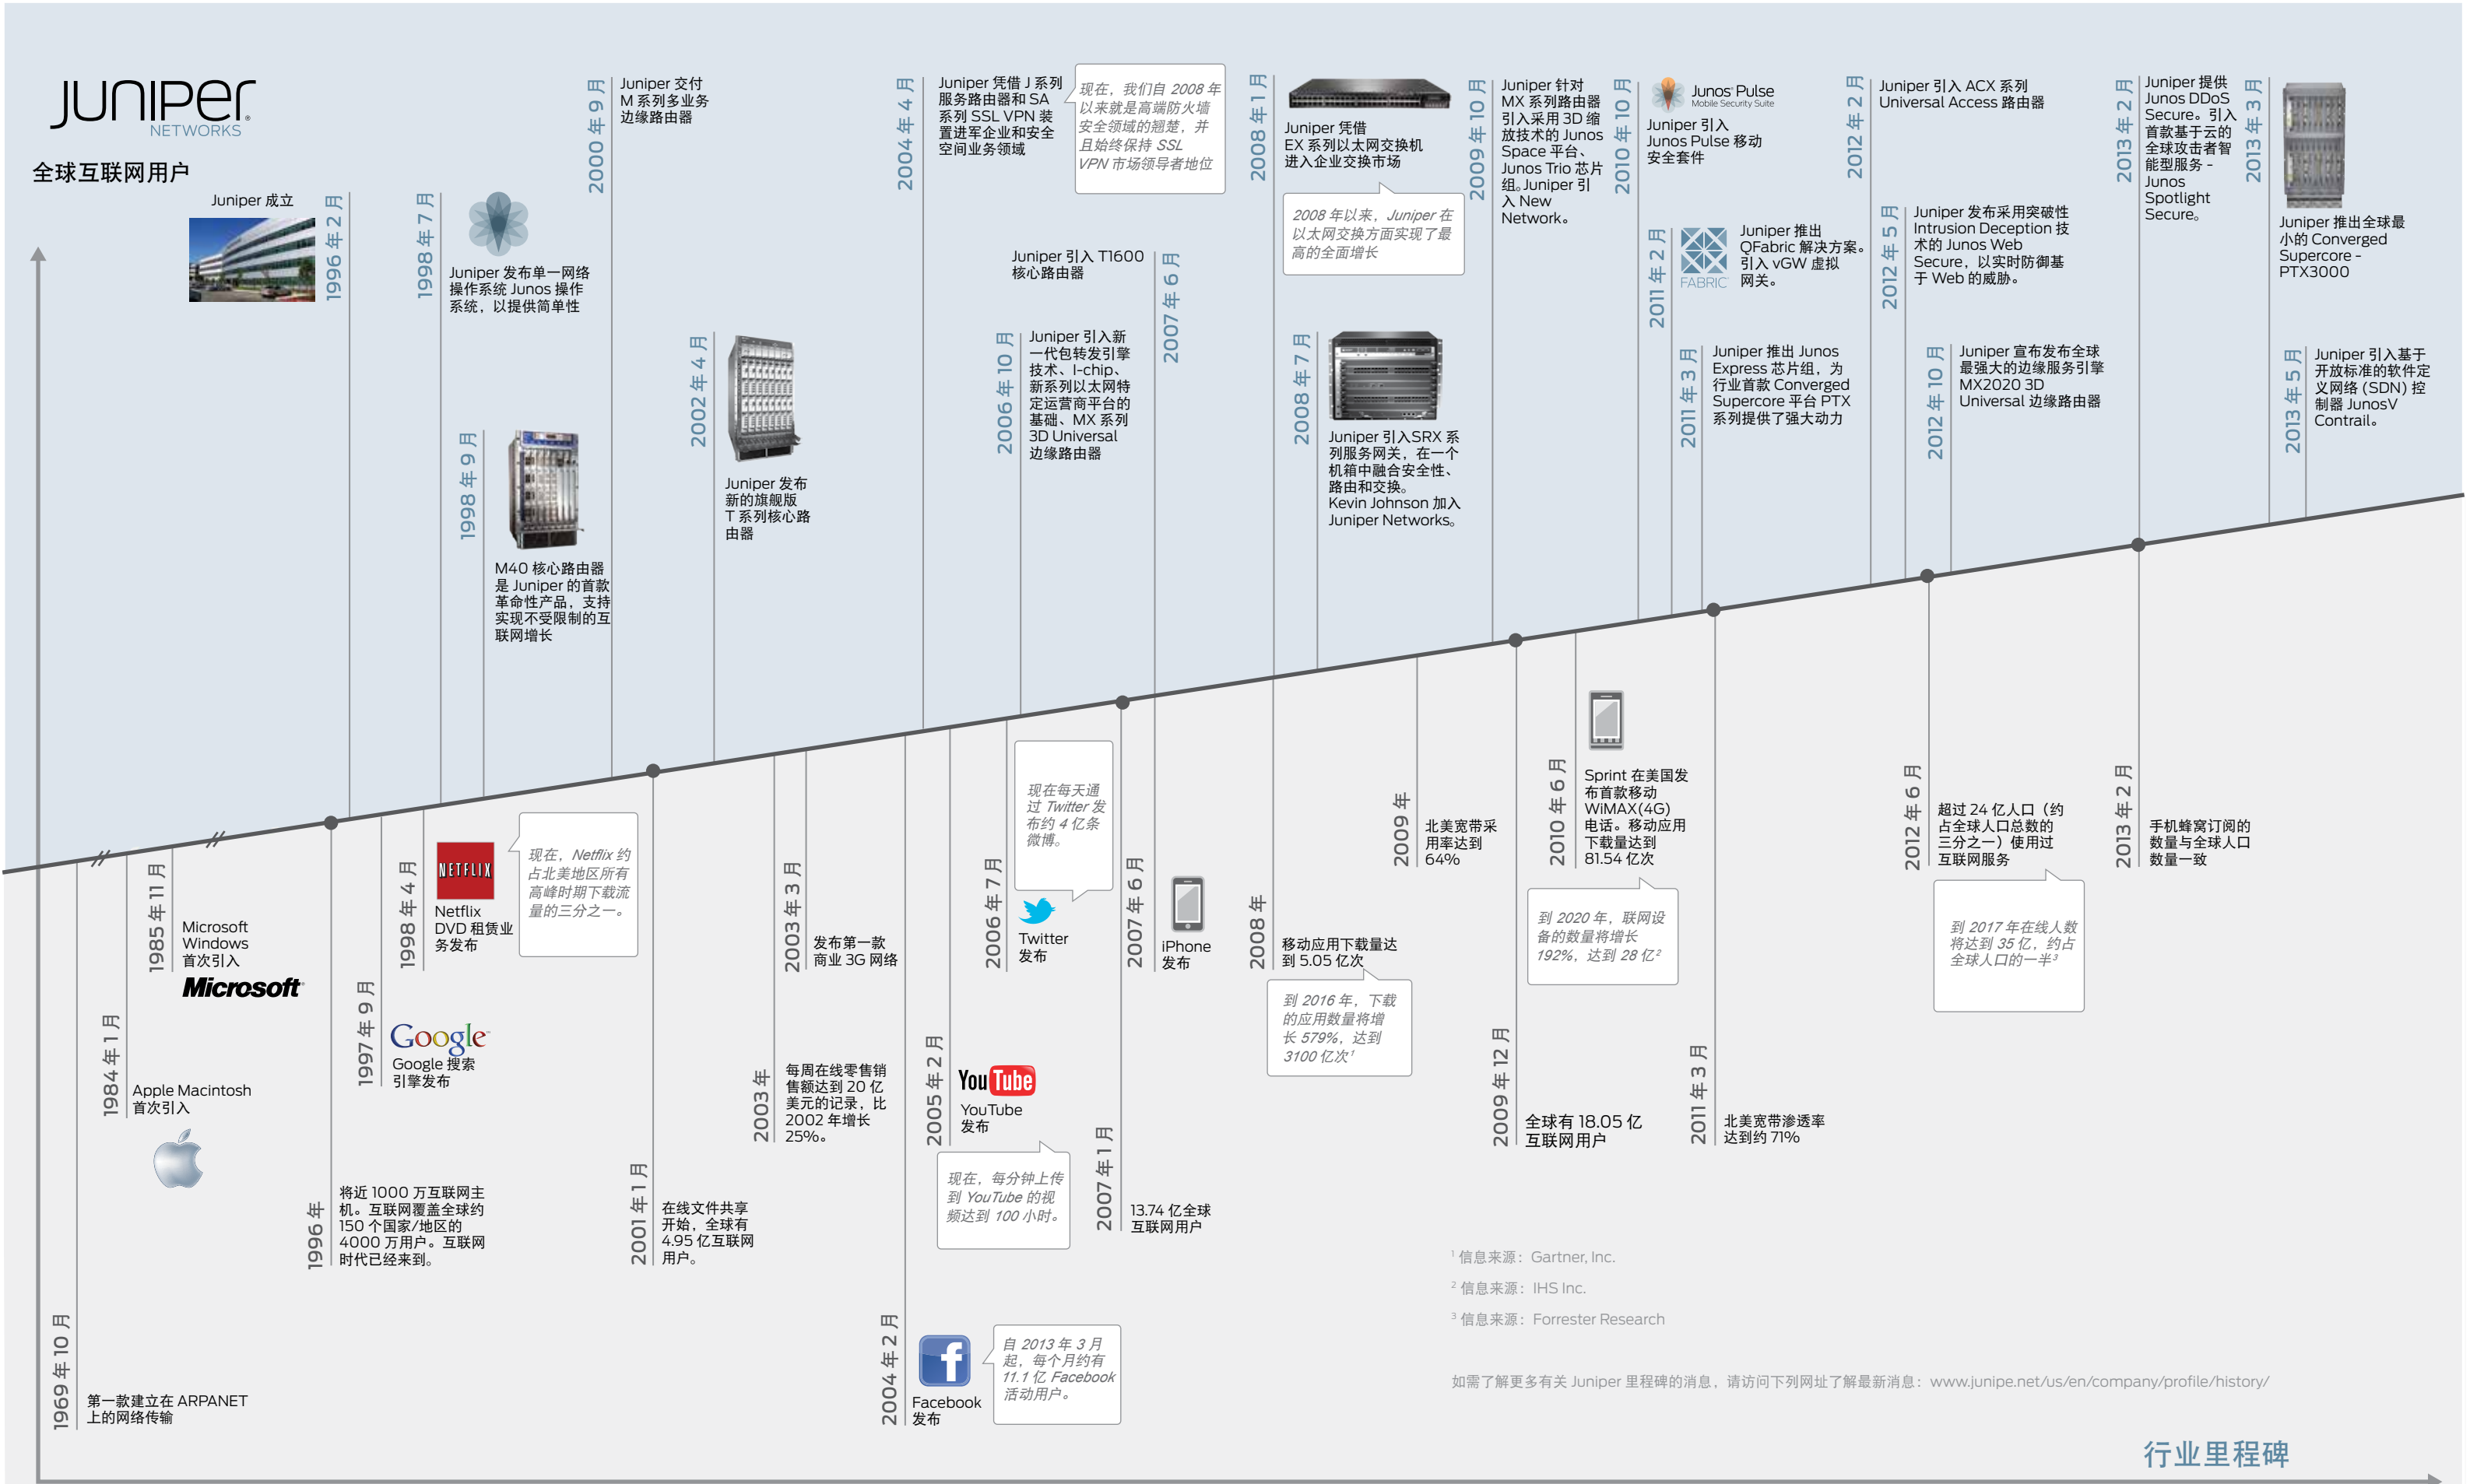 JUNIPer
NETWORKS
全球互联网用户
Juniper 成立
1996 年 2 月
1998 年 7 月
Juniper 发布单一网络
操作系统 Junos 操作
系统，以提供简单性
1998 年 9 月
M40 核心路由器
是 Juniper 的首款
革命性产品，支持
实现不受限制的互
联网增长
2000 年 9 月
Juniper 交付
M 系列多业务
边缘路由器
2002 年 4 月
Juniper 发布
新的旗舰版
T 系列核心路
由器
2004 年 4 月
Juniper 凭借 J 系列
服务路由器和 SA
系列 SSL VPN 装
置进军企业和安全
空间业务领域
现在，我们自 2008 年
以来就是高端防火墙
安全领域的翘楚，并
且始终保持 SSL
VPN 市场领导者地位
2006 年 10 月
Juniper 引入新
一代包转发引擎
技术、I-chip、
新系列以太网特
定运营商平台的
基础、MX 系列
3D Universal
边缘路由器
Juniper 引入 T1600
核心路由器
2007 年 6 月
2008 年 1 月
Juniper 凭借
EX 系列以太网交换机
进入企业交换市场
2008 年以来，Juniper 在
以太网交换方面实现了最
高的全面增长
2008 年 7 月
Juniper 引入SRX 系
列服务网关，在一个
机箱中融合安全性、
路由和交换。
Kevin Johnson 加入
Juniper Networks。
2009 年 10 月
Juniper 针对
MX 系列路由器
引入采用 3D 缩
放技术的 Junos
Space 平台、
Junos Trio 芯片
组。Juniper 引
入 New
Network。
2010 年 10 月
Junos Pulse
Mobile Security Suite
Juniper 引入
Junos Pulse 移动
安全套件
2011 年 2 月
FABRIC
Juniper 推出
QFabric 解决方案。
引入 vGW 虚拟
网关。
2011 年 3 月
Juniper 推出 Junos
Express 芯片组，为
行业首款 Converged
Supercore 平台 PTX
系列提供了强大动力
2012 年 2 月
Juniper 引入 ACX 系列
Universal Access 路由器
2012 年 5 月
Juniper 发布采用突破性
Intrusion Deception 技
术的 Junos Web
Secure，以实时防御基
于 Web 的威胁。
2012 年 10 月
Juniper 宣布发布全球
最强大的边缘服务引擎
MX2020 3D
Universal 边缘路由器
2013 年 2 月
Juniper 提供
Junos DDoS
Secure。引入
首款基于云的
全球攻击者智
能型服务 -
Junos
Spotlight
Secure。
2013 年 3 月
Juniper 推出全球最
小的 Converged
Supercore -
PTX3000
2013 年 5 月
Juniper 引入基于
开放标准的软件定
义网络 (SDN) 控
制器 JunosV
Contrail。
1969 年 10 月
第一款建立在 ARPANET
上的网络传输
1984 年 1 月
Apple Macintosh
首次引入
1985 年 11 月
Microsoft
Windows
首次引入
Microsoft
1996 年
将近 1000 万互联网主
机。互联网覆盖全球约
150 个国家/地区的
4000 万用户。互联网
时代已经来到。
1997 年 9 月
Google
Google 搜索
引擎发布
1998 年 4 月
NETFLIX
Netflix
DVD 租赁业
务发布
现在，Netflix 约
占北美地区所有
高峰时期下载流
量的三分之一。
2001 年 1 月
在线文件共享
开始，全球有
4.95 亿互联网
用户。
2003 年
每周在线零售销
售额达到 20 亿
美元的记录，比
2002 年增长
25%。
2003 年 3 月
发布第一款
商业 3G 网络
2004 年 2 月
Facebook
发布
自 2013 年 3 月
起，每个月约有
11.1 亿 Facebook
活动用户。
2005 年 2 月
YouTube
YouTube
发布
现在，每分钟上传
到 YouTube 的视
频达到 100 小时。
2006 年 7 月
现在每天通
过 Twitter 发
布约 4 亿条
微博。
Twitter
发布
2007 年 1 月
13.74 亿全球
互联网用户
2007 年 6 月
iPhone
发布
2008 年
移动应用下载量达
到 5.05 亿次
到 2016 年，下载
的应用数量将增
长 579%，达到
3100 亿次¹
2009 年
北美宽带采
用率达到
64%
2009 年 12 月
全球有 18.05 亿
互联网用户
2010 年 6 月
Sprint 在美国发
布首款移动
WiMAX(4G)
电话。移动应用
下载量达到
81.54 亿次
到 2020 年，联网设
备的数量将增长
192%，达到 28 亿²
2011 年 3 月
北美宽带渗透率
达到约 71%
2012 年 6 月
超过 24 亿人口（约
占全球人口总数的
三分之一）使用过
互联网服务
到 2017 年在线人数
将达到 35 亿，约占
全球人口的一半³
2013 年 2 月
手机蜂窝订阅的
数量与全球人口
数量一致
¹ 信息来源：Gartner, Inc.
² 信息来源：IHS Inc.
³ 信息来源：Forrester Research
如需了解更多有关 Juniper 里程碑的消息，请访问下列网址了解最新消息：www.junipe.net/us/en/company/profile/history/
行业里程碑